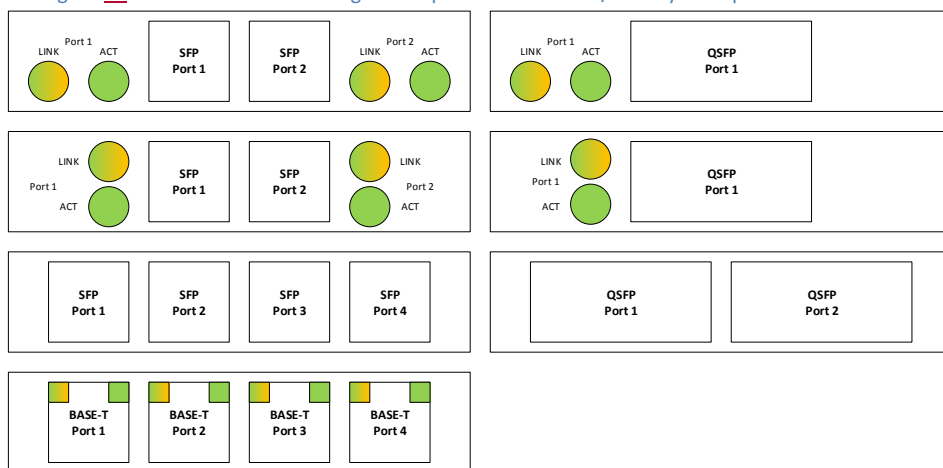 Port 1
LINK ACT
SFP
Port 1
SFP
Port 2
Port 2
LINK ACT
Port 1
LINK ACT
QSFP
Port 1
LINK
Port 1
ACT
SFP
Port 1
SFP
Port 2
LINK
Port 2
ACT
LINK
Port 1
ACT
QSFP
Port 1
SFP
Port 1
SFP
Port 2
SFP
Port 3
SFP
Port 4
QSFP
Port 1
QSFP
Port 2
BASE-T
Port 1
BASE-T
Port 2
BASE-T
Port 3
BASE-T
Port 4